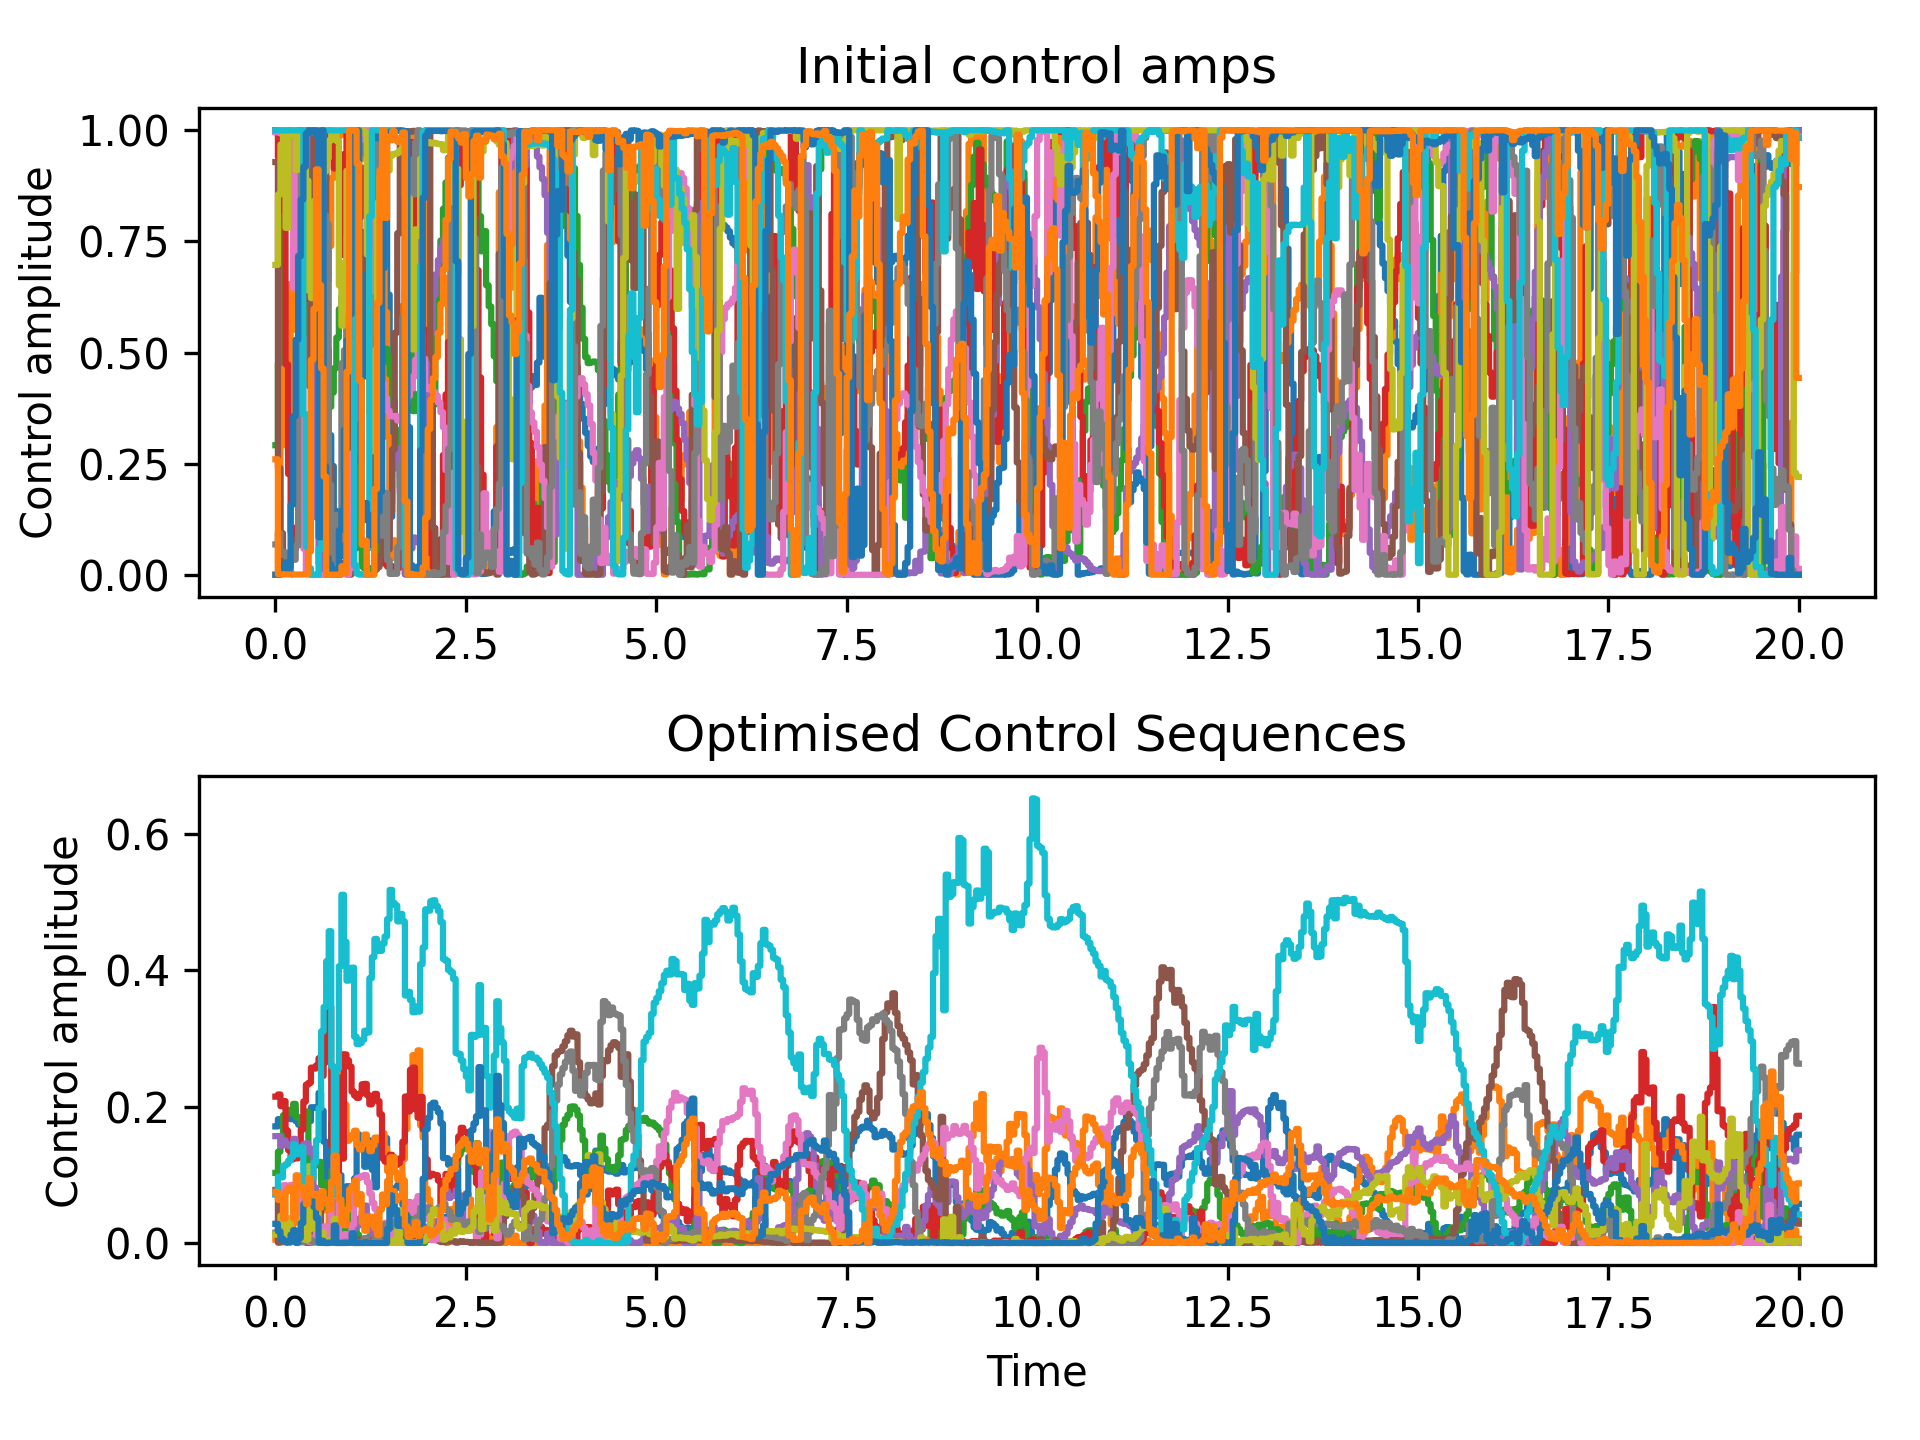 Initial control amps
Control amplitude
1.00
0.75
0.50
0.25
0.00
0.0 2.5 5.0 7.5 10.0 12.5 15.0 17.5 20.0
Optimised Control Sequences
Control amplitude
0.6
0.4
0.2
0.0
0.0 2.5 5.0 7.5 10.0 12.5 15.0 17.5 20.0
Time